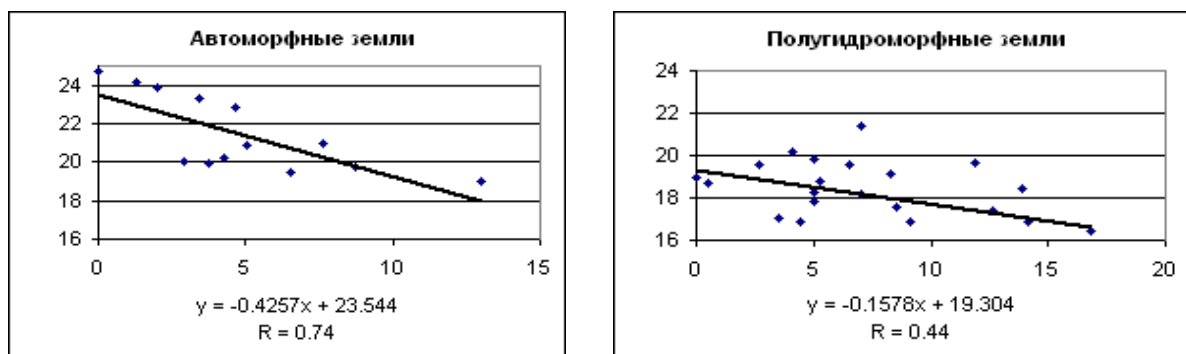 Автоморфные земли
24
22
20
18
16
0 5 10 15
y = -0.4257x + 23.544
R = 0.74
Полугидроморфные земли
24
22
20
18
16
0 5 10 15 20
y = -0.1578x + 19.304
R = 0.44